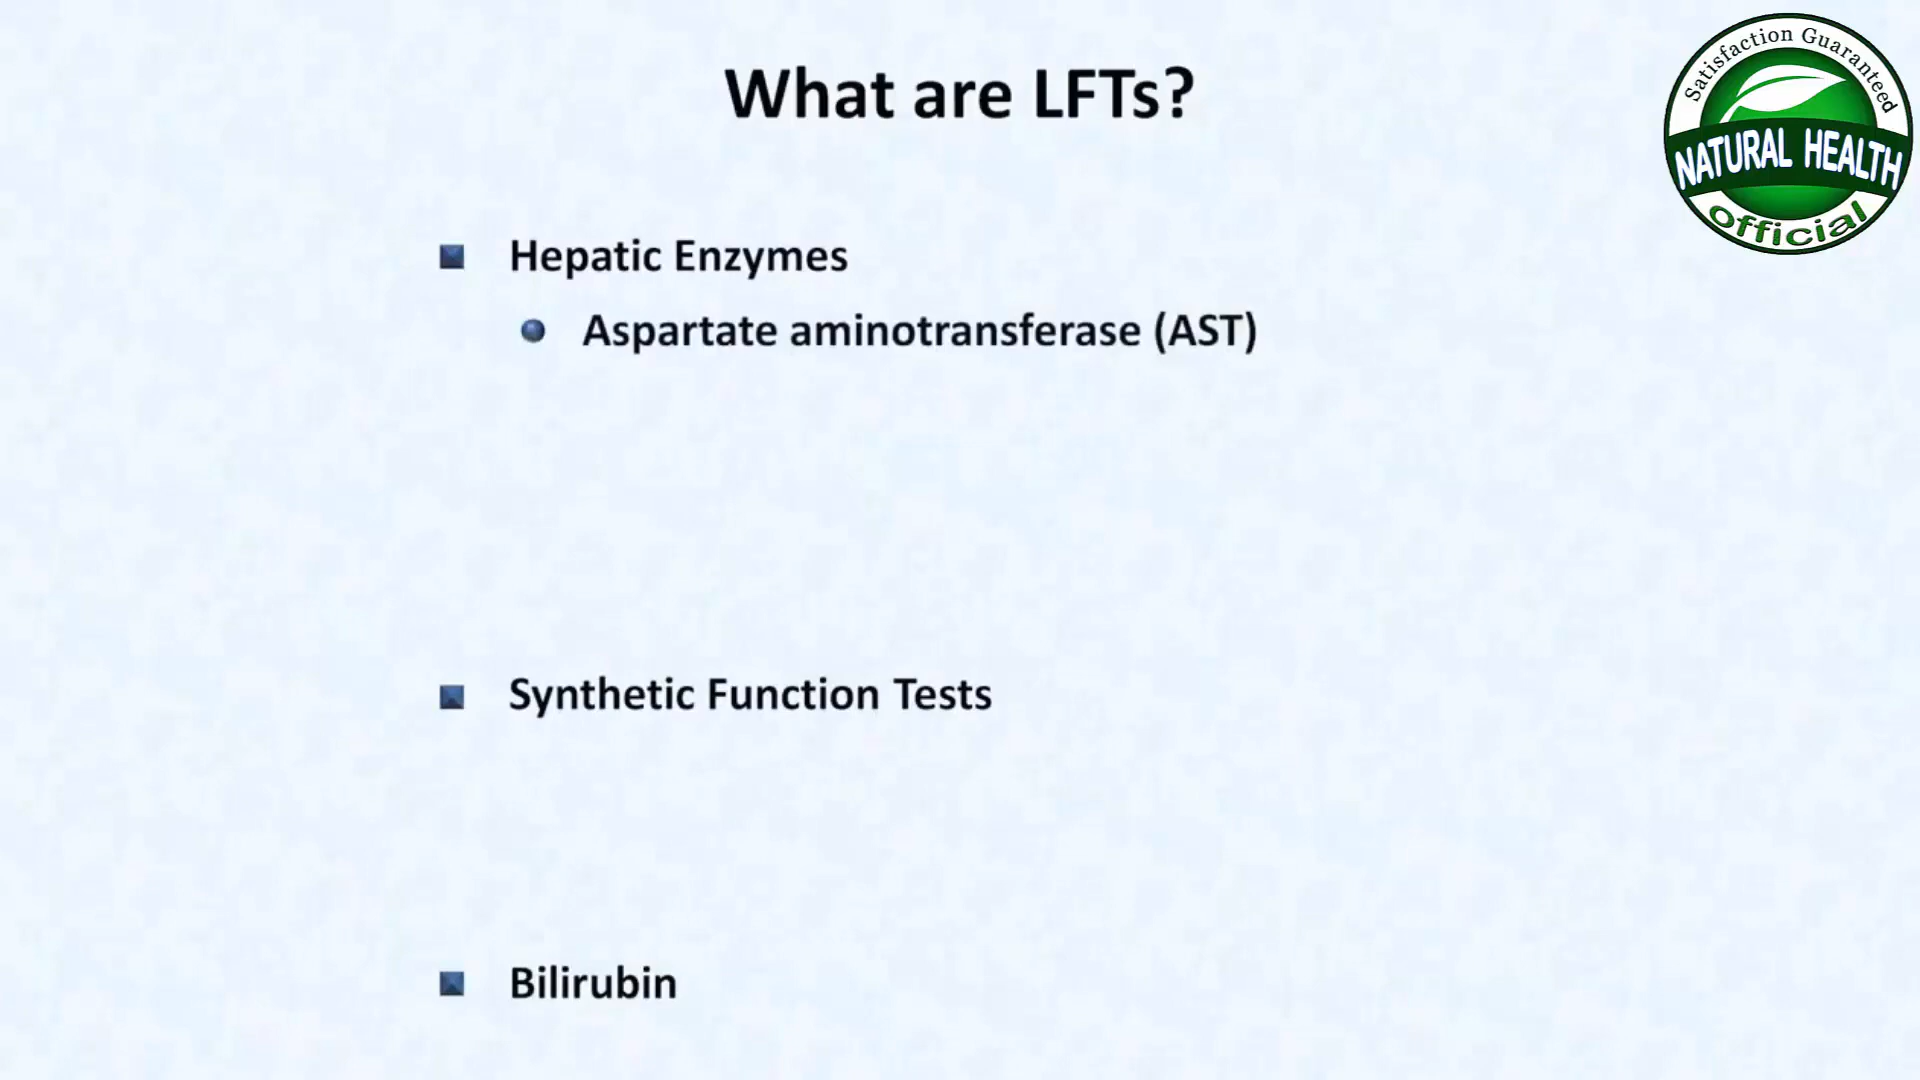 What are LFTs?
Satisfaction Guaranteed
NATURAL HEALTH
official
Hepatic Enzymes
Aspartate aminotransferase (AST)
Synthetic Function Tests
Bilirubin